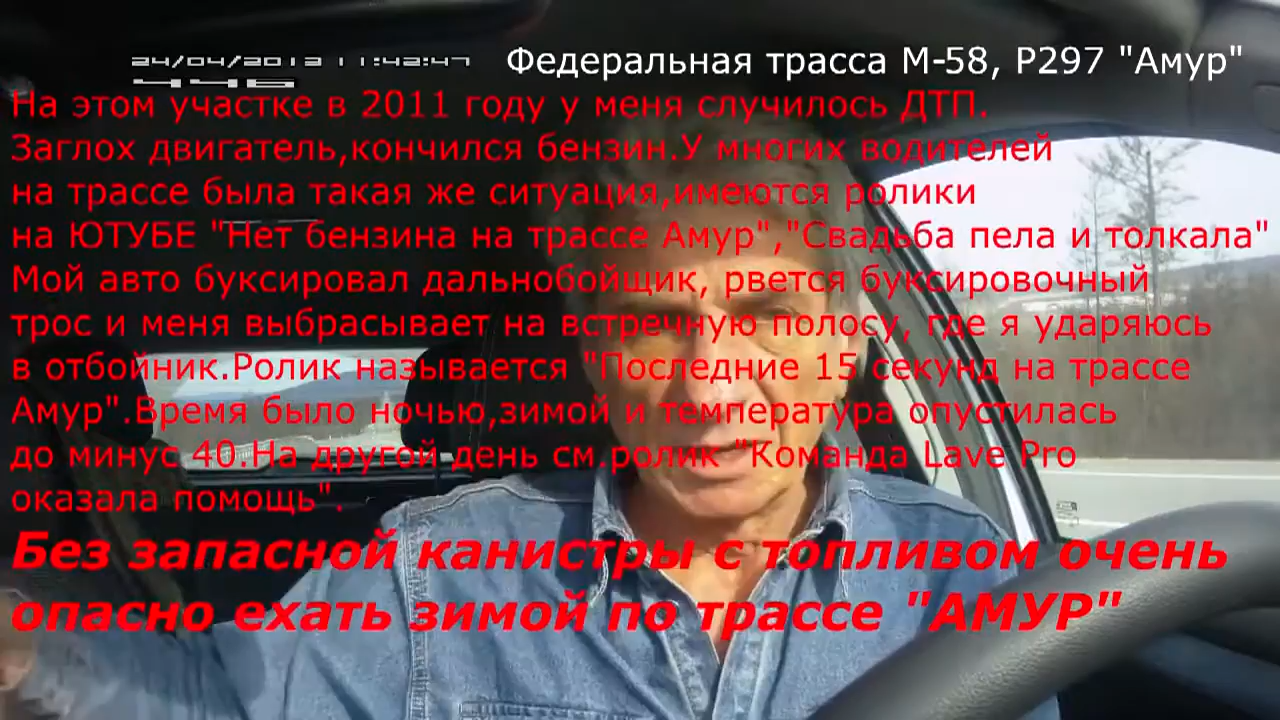 24/04/2013 11:42:47
Федеральная трасса М-58, Р297 "Амур"
446
На этом участке в 2011 году у меня случилось ДТП.
Заглох двигатель,кончился бензин.У многих водителей
на трассе была такая же ситуация,имеются ролики
на ЮТУБЕ "Нет бензина на трассе Амур","Свадьба пела и толкала"
Мой авто буксировал дальнобойщик, рвется буксировочный
трос и меня выбрасывает на встречную полосу, где я ударяюсь
в отбойник.Ролик называется "Последние 15 секунд на трассе
Амур".Время было ночью,зимой и температура опустилась
до минус 40.На другой день см.ролик "Команда Lave Pro
оказала помощь".
Без запасной канистры с топливом очень
опасно ехать зимой по трассе "АМУР"